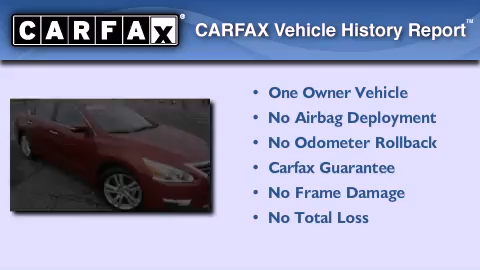 CARFAX®
CARFAX Vehicle History Report™
• One Owner Vehicle
• No Airbag Deployment
• No Odometer Rollback
• Carfax Guarantee
• No Frame Damage
• No Total Loss